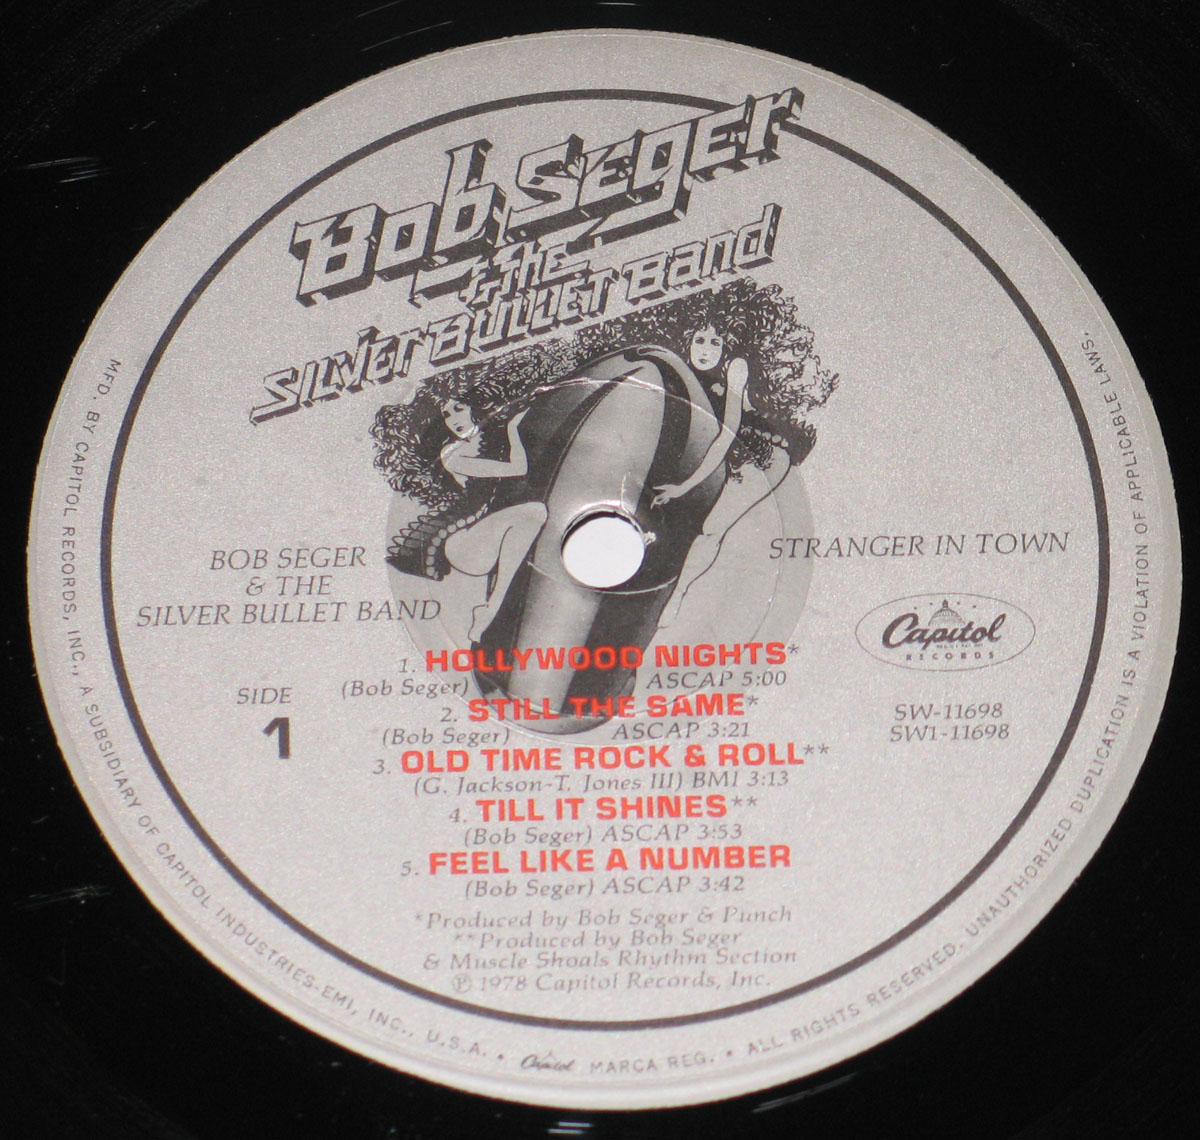 Bob Seger
& The
Silver Bullet Band
BOB SEGER
& THE
SILVER BULLET BAND
STRANGER IN TOWN
Capitol
RECORDS
SIDE
1
SW-11698
SW1-11698
1. HOLLYWOOD NIGHTS*
(Bob Seger) ASCAP 5:00
2. STILL THE SAME*
(Bob Seger) ASCAP 3:21
3. OLD TIME ROCK & ROLL**
(G. Jackson-T. Jones III) BMI 3:13
4. TILL IT SHINES**
(Bob Seger) ASCAP 3:53
5. FEEL LIKE A NUMBER
(Bob Seger) ASCAP 3:42
*Produced by Bob Seger & Punch
**Produced by Bob Seger
& Muscle Shoals Rhythm Section
℗ 1978 Capitol Records, Inc.
MFD. BY CAPITOL RECORDS, INC., A SUBSIDIARY OF CAPITOL INDUSTRIES-EMI, INC., U.S.A. • Capitol MARCA REG. • ALL RIGHTS RESERVED. UNAUTHORIZED DUPLICATION IS A VIOLATION OF APPLICABLE LAWS.